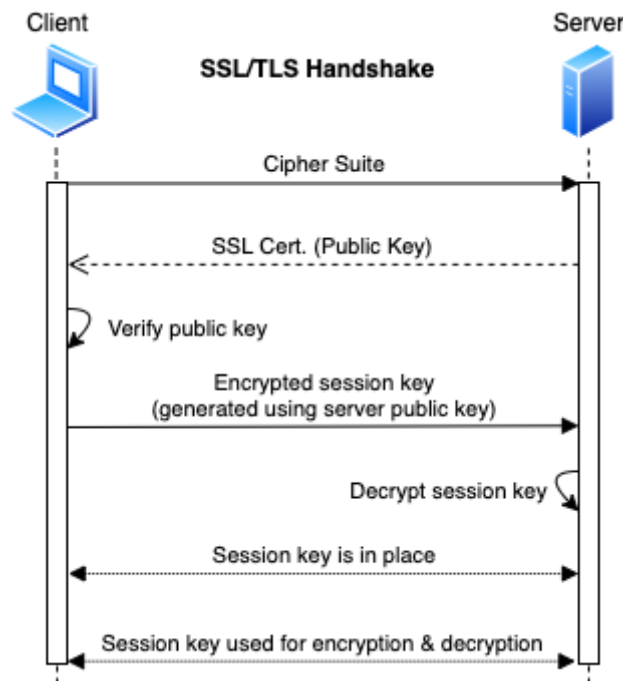 Client
Server
SSL/TLS Handshake
Cipher Suite
SSL Cert. (Public Key)
Verify public key
Encrypted session key
(generated using server public key)
Decrypt session key
Session key is in place
Session key used for encryption & decryption